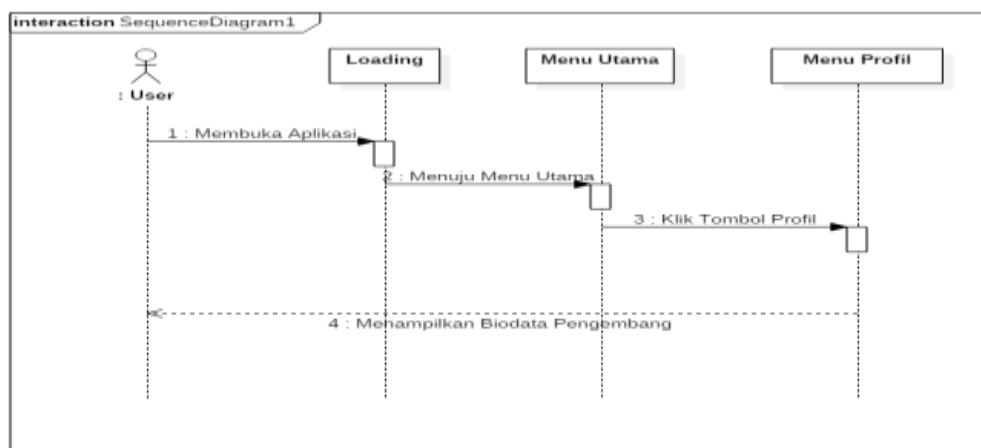 interaction SequenceDiagram1
Loading
Menu Utama
Menu Profil
: User
1 : Membuka Aplikasi
2 : Menuju Menu Utama
3 : Klik Tombol Profil
4 : Menampilkan Biodata Pengembang